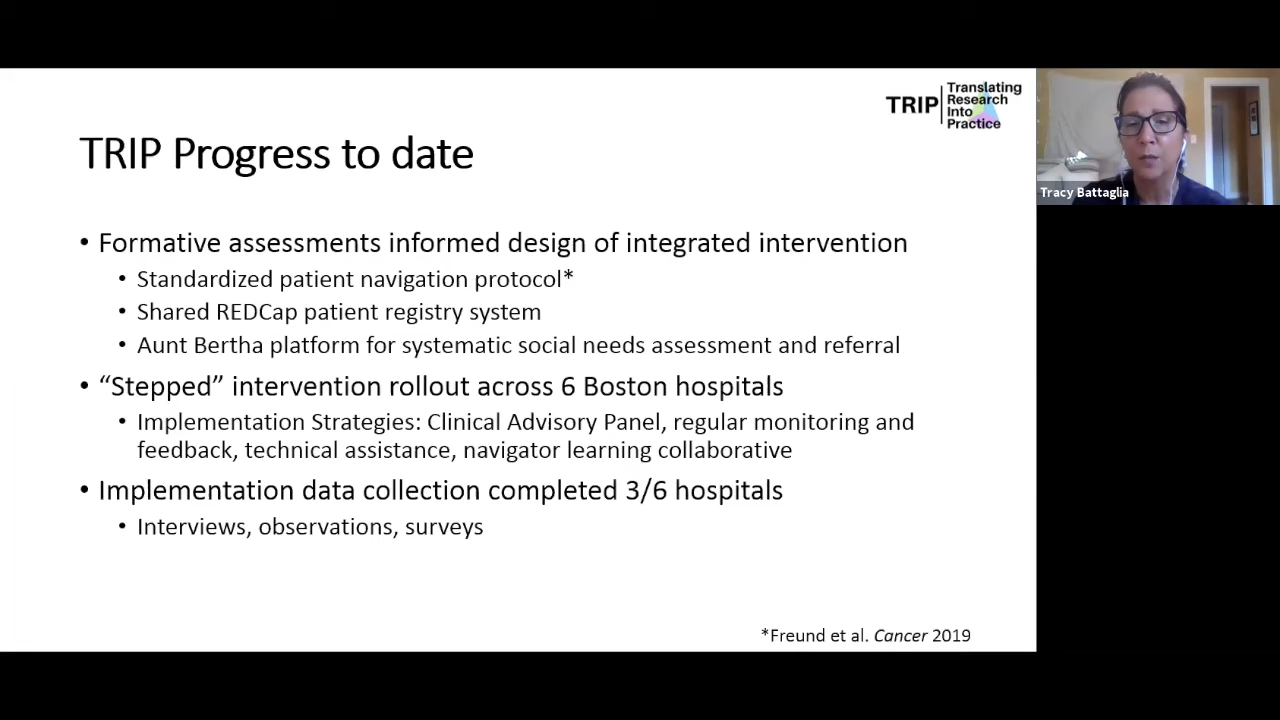 TRIP
Translating
Research
Into
Practice
TRIP Progress to date
• Formative assessments informed design of integrated intervention
• Standardized patient navigation protocol*
• Shared REDCap patient registry system
• Aunt Bertha platform for systematic social needs assessment and referral
• “Stepped” intervention rollout across 6 Boston hospitals
• Implementation Strategies: Clinical Advisory Panel, regular monitoring and
feedback, technical assistance, navigator learning collaborative
• Implementation data collection completed 3/6 hospitals
• Interviews, observations, surveys
*Freund et al. Cancer 2019
Tracy Battaglia